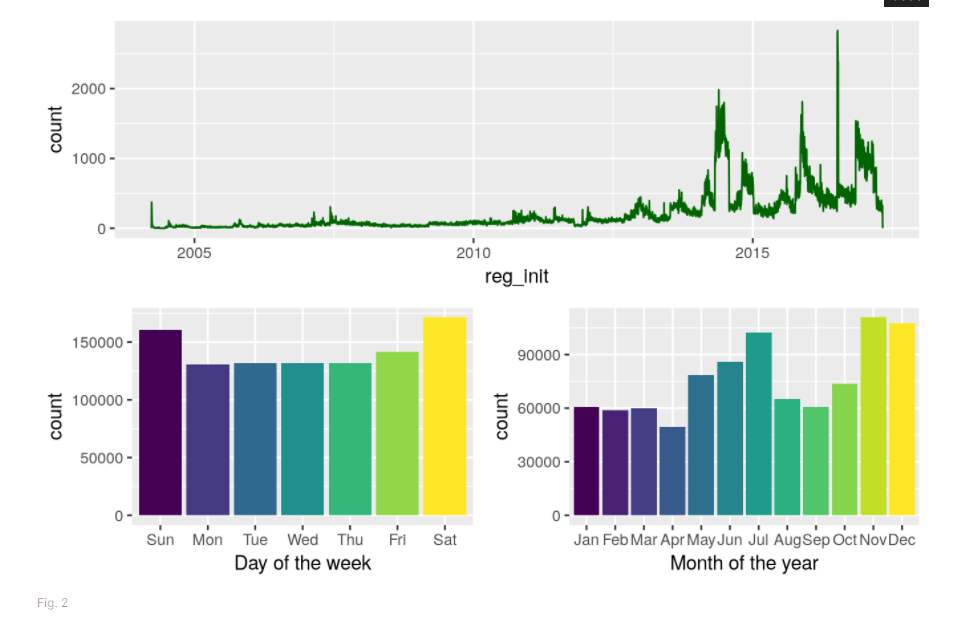 2000
1000
0
count
2005 2010 2015
reg_init
150000
100000
50000
0
count
Sun Mon Tue Wed Thu Fri Sat
Day of the week
90000
60000
30000
0
count
Jan Feb Mar Apr May Jun Jul Aug Sep Oct Nov Dec
Month of the year
Fig. 2